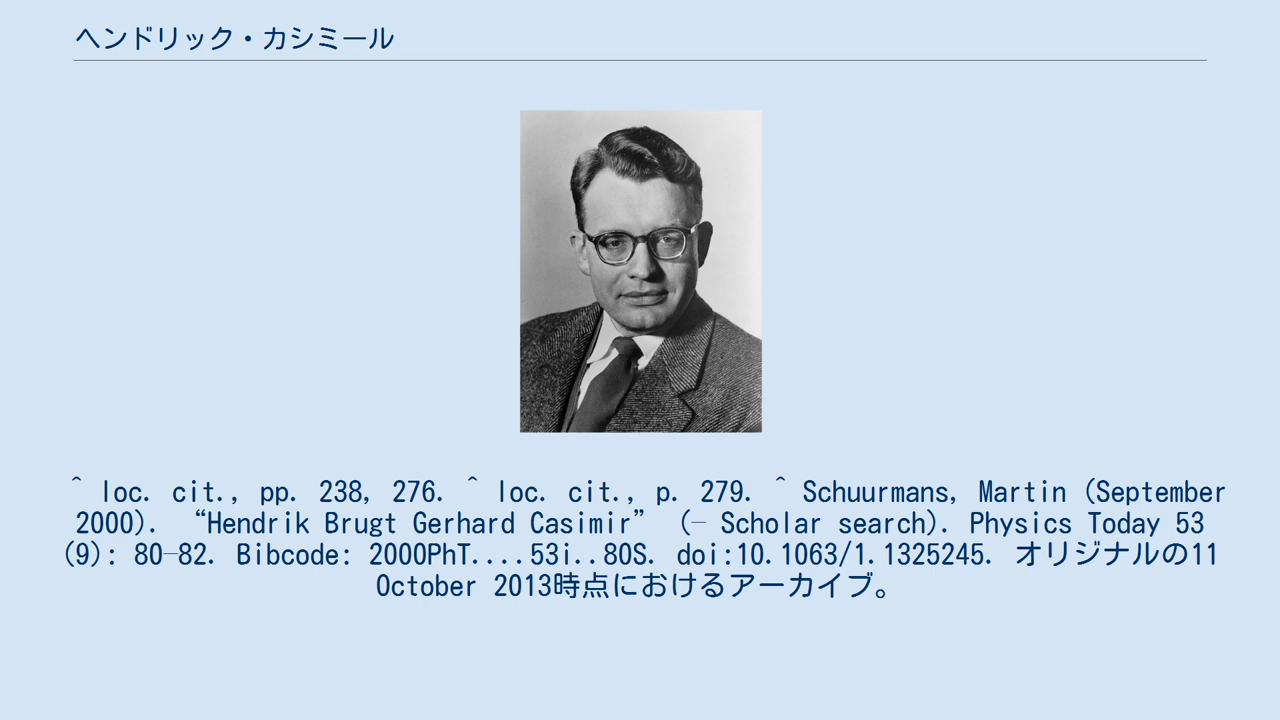 ヘンドリック・カシミール
^ loc. cit., pp. 238, 276. ^ loc. cit., p. 279. ^ Schuurmans, Martin (September
2000). “Hendrik Brugt Gerhard Casimir” (– Scholar search). Physics Today 53
(9): 80–82. Bibcode: 2000PhT....53i..80S. doi:10.1063/1.1325245. オリジナルの11
October 2013時点におけるアーカイブ。